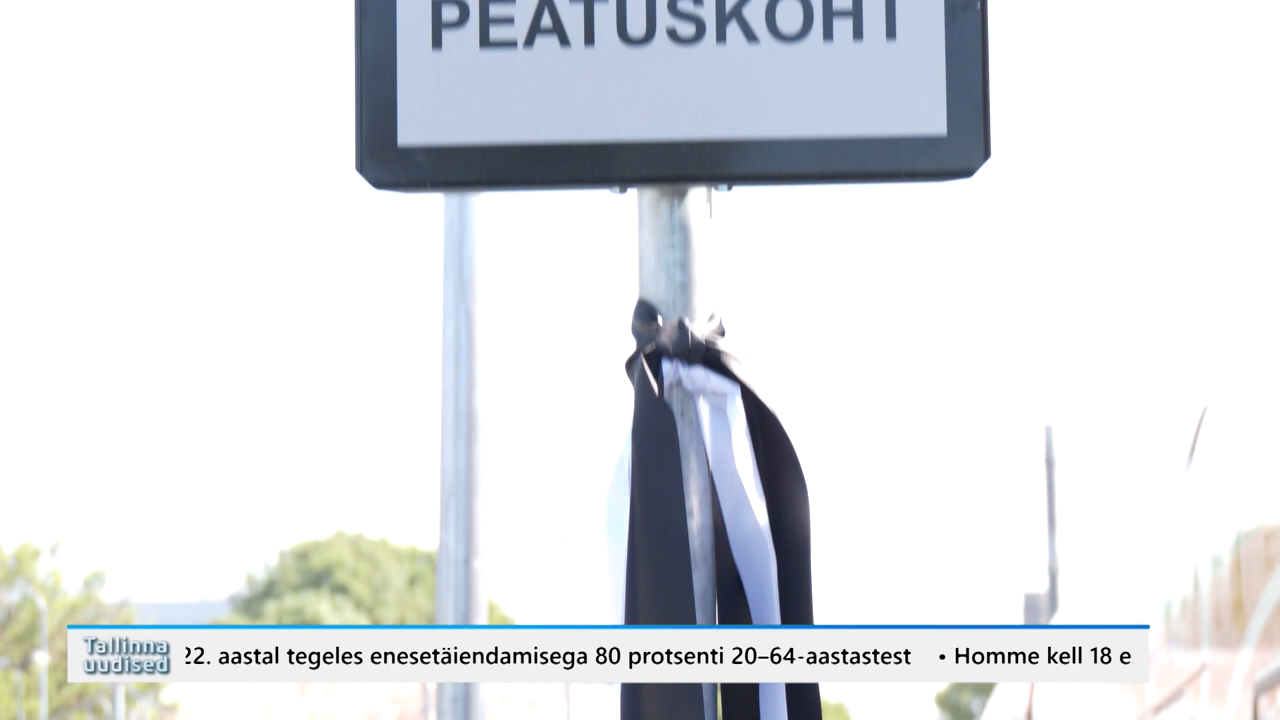 PEATUSKOHT
Tallinna
uudised
22. aastal tegeles enesetäiendamisega 80 protsenti 20–64-aastastest • Homme kell 18 e